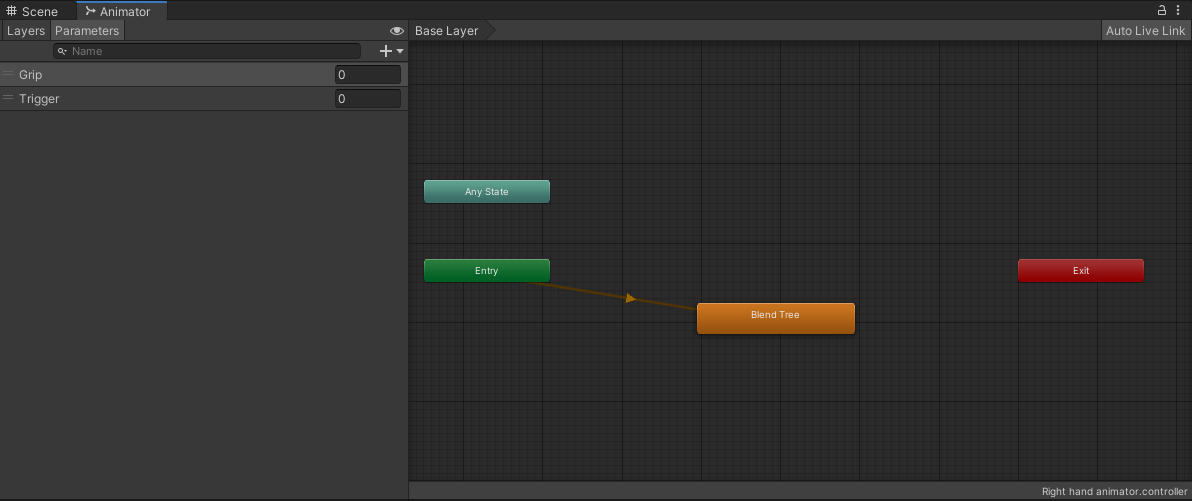 Scene Animator
Layers Parameters
Name
Grip 0
Trigger 0
Base Layer
Auto Live Link
Any State
Entry
Exit
Blend Tree
Right hand animator.controller